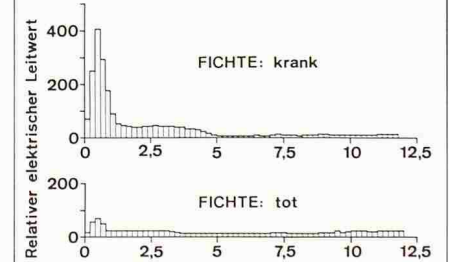 Relativer elektrischer Leitwert
400
FICHTE: krank
200
0
0 2,5 5 7,5 10 12,5
200
FICHTE: tot
0
0 2,5 5 7,5 10 12,5